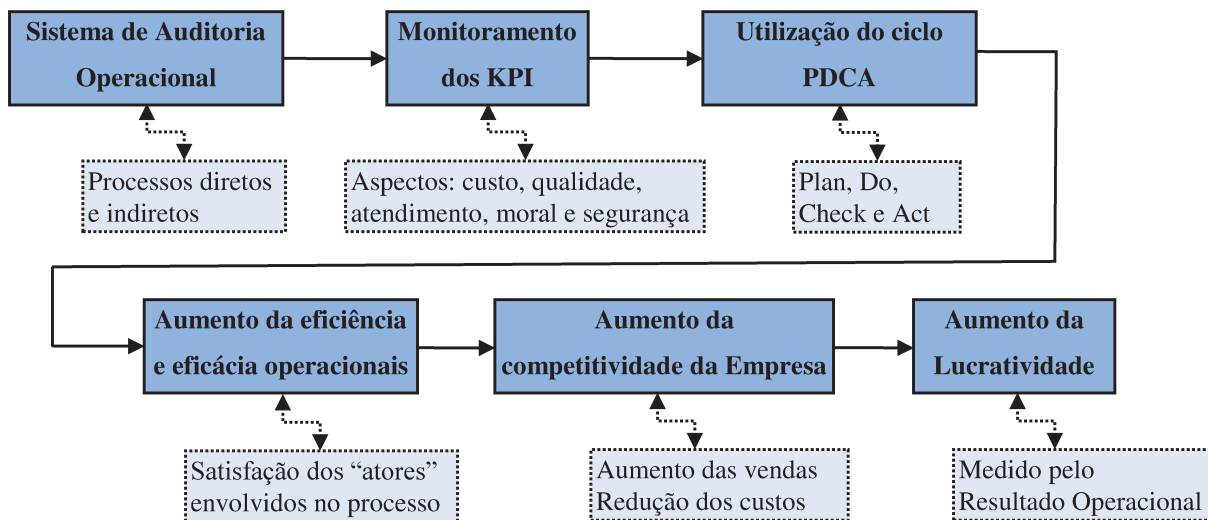 Sistema de Auditoria
Operacional
Monitoramento
dos KPI
Utilização do ciclo
PDCA
Processos diretos
e indiretos
Aspectos: custo, qualidade,
atendimento, moral e segurança
Plan, Do,
Check e Act
Aumento da eficiência
e eficácia operacionais
Aumento da
competitividade da Empresa
Aumento da
Lucratividade
Satisfação dos “atores”
envolvidos no processo
Aumento das vendas
Redução dos custos
Medido pelo
Resultado Operacional